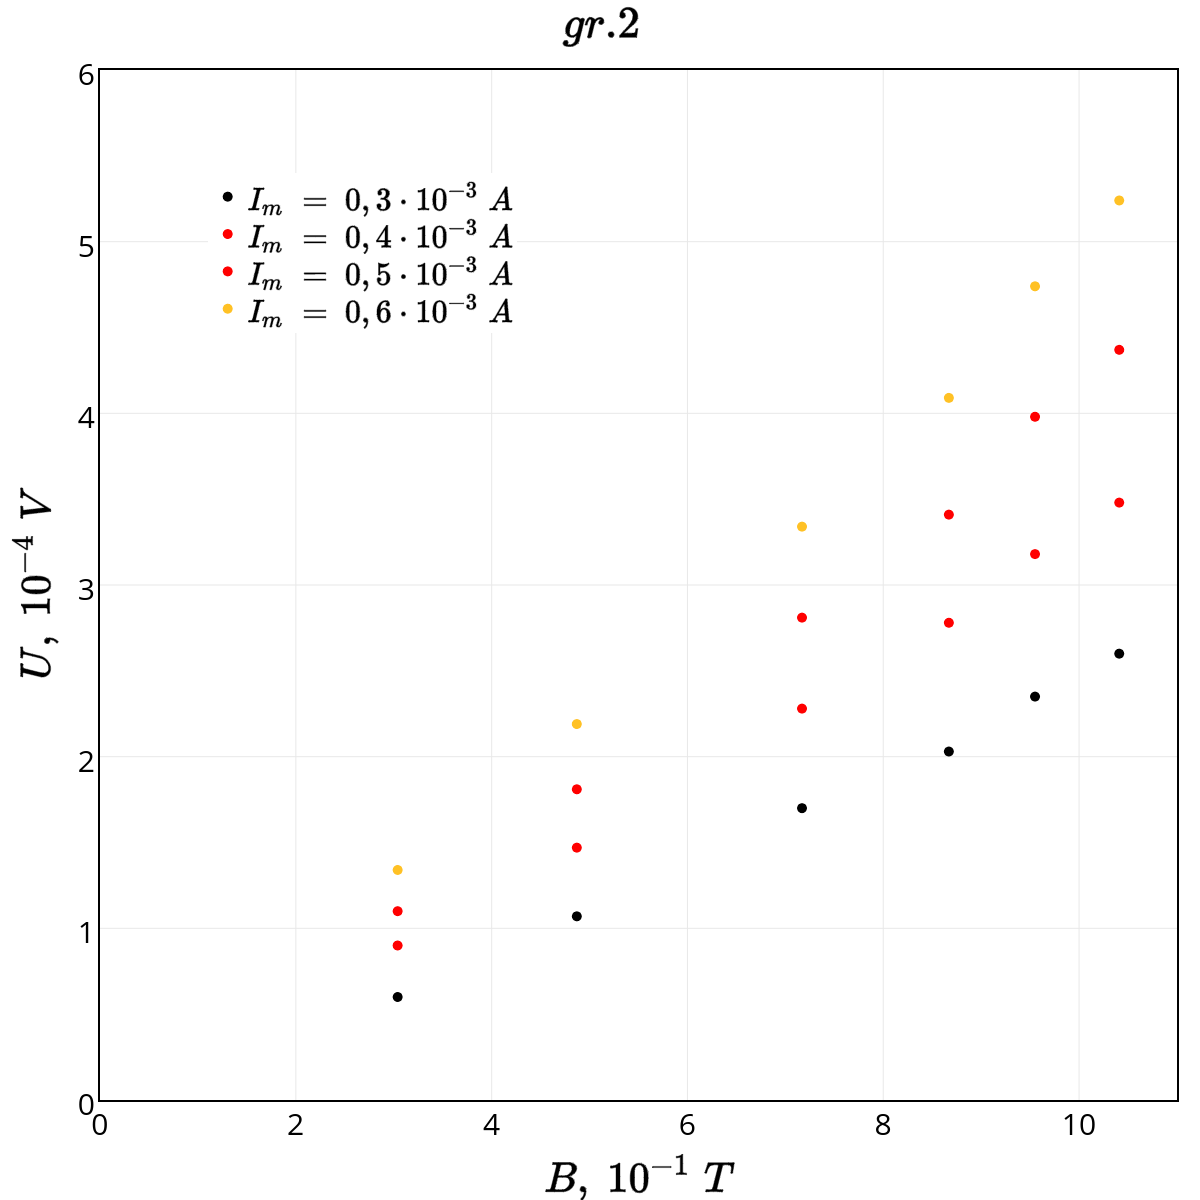 gr.2
6
I_m = 0,3·10⁻³ A
I_m = 0,4·10⁻³ A
I_m = 0,5·10⁻³ A
I_m = 0,6·10⁻³ A
5
4
3
2
1
0
U, 10⁻⁴ V
0 2 4 6 8 10
B, 10⁻¹ T